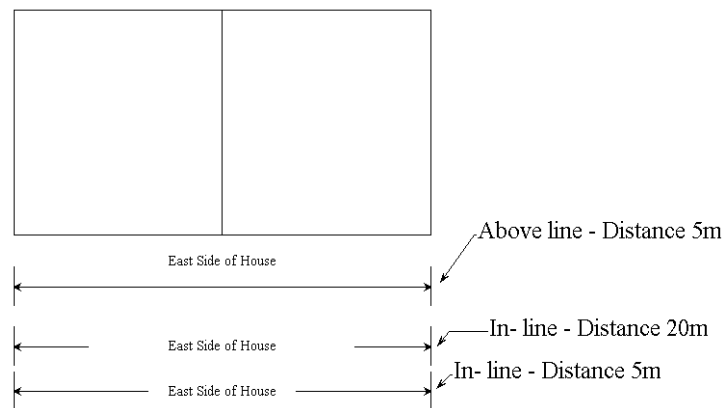 Above line - Distance 5m
East Side of House
In- line - Distance 20m
East Side of House
In- line - Distance 5m
East Side of House